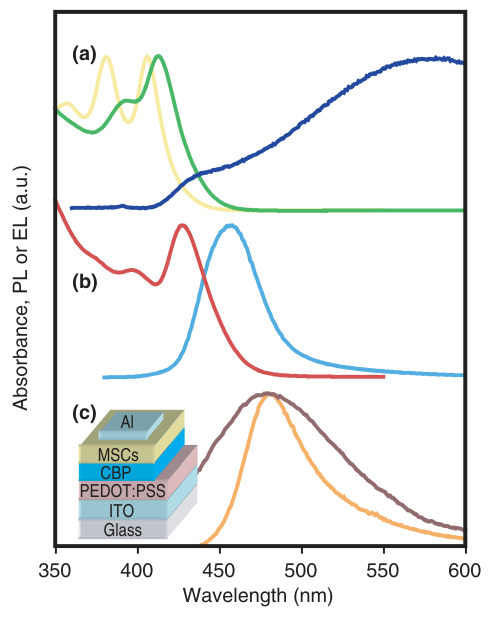 (a)
(b)
(c)
Al
MSCs
CBP
PEDOT:PSS
ITO
Glass
Absorbance, PL or EL (a.u.)
350 400 450 500 550 600
Wavelength (nm)